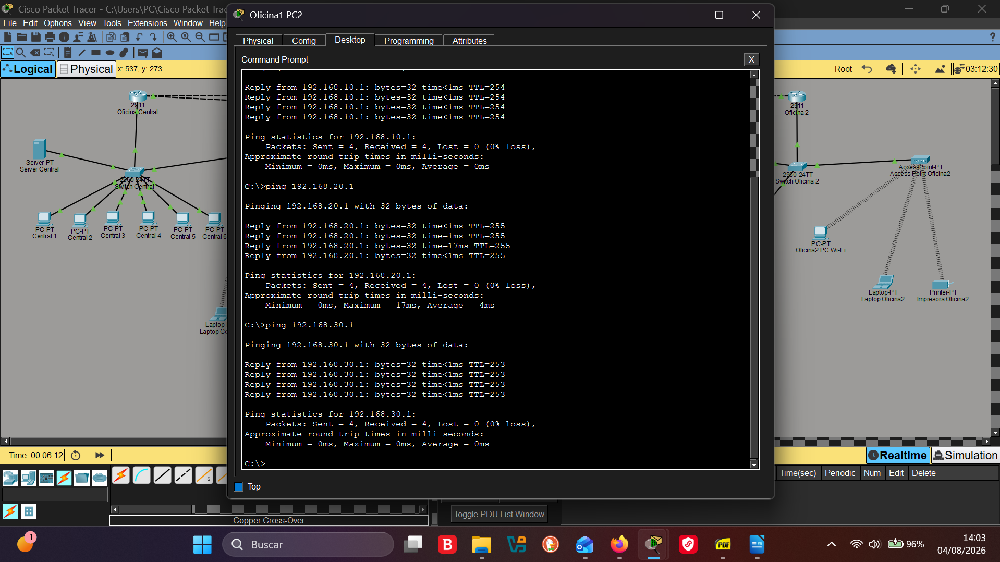 Cisco Packet Tracer - C:\Users\PC\Cisco Packet Trac
File Edit Options View Tools Extensions Window Help
Logical
Physical
x: 537, y: 273
Root
03:12:30
?
2911
Oficina Central
Server-PT
Server Central
2960-24TT
Switch Central
PC-PT
Central 1
PC-PT
Central 2
PC-PT
Central 3
PC-PT
Central 4
PC-PT
Central 5
PC-PT
Central 6
Laptop-
Laptop Ce
Oficina1 PC2
Physical
Config
Desktop
Programming
Attributes
Command Prompt
X
Reply from 192.168.10.1: bytes=32 time<1ms TTL=254
Reply from 192.168.10.1: bytes=32 time<1ms TTL=254
Reply from 192.168.10.1: bytes=32 time<1ms TTL=254
Reply from 192.168.10.1: bytes=32 time<1ms TTL=254
Ping statistics for 192.168.10.1:
Packets: Sent = 4, Received = 4, Lost = 0 (0% loss),
Approximate round trip times in milli-seconds:
Minimum = 0ms, Maximum = 0ms, Average = 0ms
C:\>ping 192.168.20.1
Pinging 192.168.20.1 with 32 bytes of data:
Reply from 192.168.20.1: bytes=32 time<1ms TTL=255
Reply from 192.168.20.1: bytes=32 time=1ms TTL=255
Reply from 192.168.20.1: bytes=32 time=17ms TTL=255
Reply from 192.168.20.1: bytes=32 time<1ms TTL=255
Ping statistics for 192.168.20.1:
Packets: Sent = 4, Received = 4, Lost = 0 (0% loss),
Approximate round trip times in milli-seconds:
Minimum = 0ms, Maximum = 17ms, Average = 4ms
C:\>ping 192.168.30.1
Pinging 192.168.30.1 with 32 bytes of data:
Reply from 192.168.30.1: bytes=32 time<1ms TTL=253
Reply from 192.168.30.1: bytes=32 time<1ms TTL=253
Reply from 192.168.30.1: bytes=32 time<1ms TTL=253
Reply from 192.168.30.1: bytes=32 time<1ms TTL=253
Ping statistics for 192.168.30.1:
Packets: Sent = 4, Received = 4, Lost = 0 (0% loss),
Approximate round trip times in milli-seconds:
Minimum = 0ms, Maximum = 0ms, Average = 0ms
C:\>
Top
2911
Oficina 2
2960-24TT
Switch Oficina 2
AccessPoint-PT
Access Point Oficina2
PC-PT
Oficina2 PC Wi-Fi
Laptop-PT
Laptop Oficina2
Printer-PT
Impresora Oficina2
Time: 00:06:12
Realtime
Simulation
Time(sec) Periodic Num Edit Delete
Toggle PDU List Window
Copper Cross-Over
1
Buscar
B
PDF
96%
14:03
04/08/2026